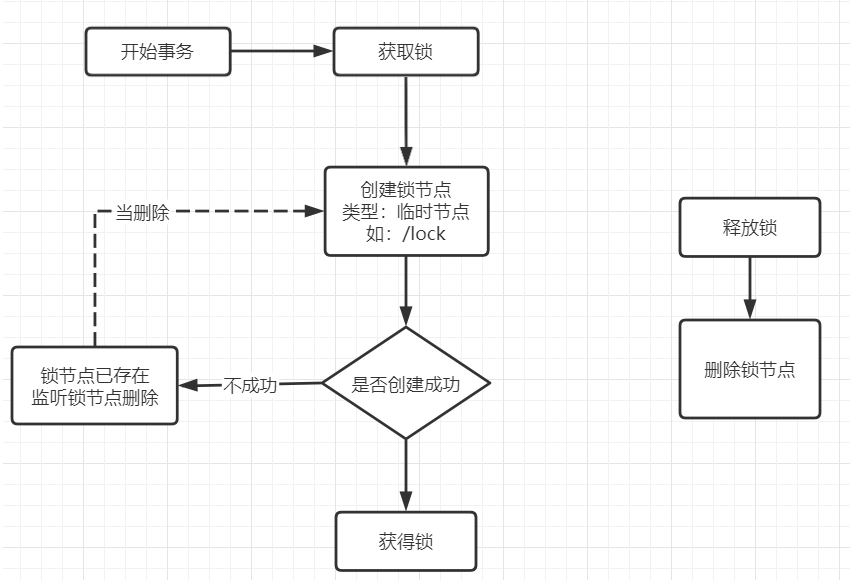 开始事务
获取锁
创建锁节点
类型：临时节点
如：/lock
当删除
释放锁
锁节点已存在
监听锁节点删除
不成功
是否创建成功
删除锁节点
获得锁